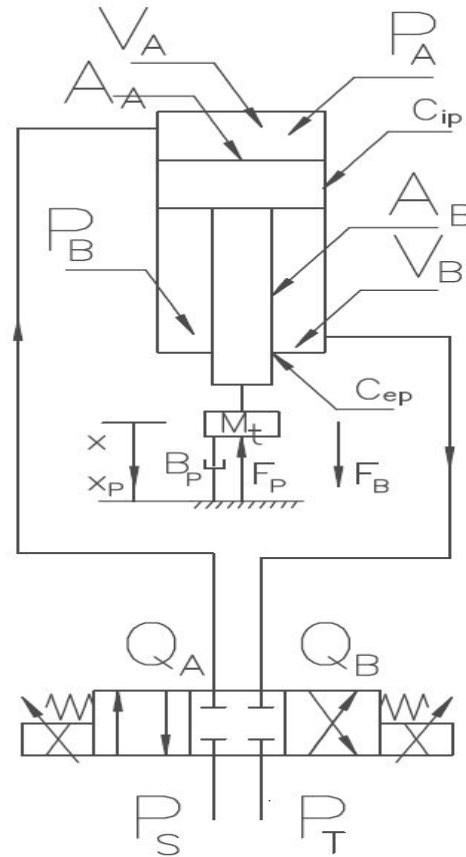 V_A
P_A
A_A
C_ip
P_B
A_B
V_B
C_ep
M_t
x
B_P
x_P
F_P
F_B
Q_A
Q_B
P_S
P_T